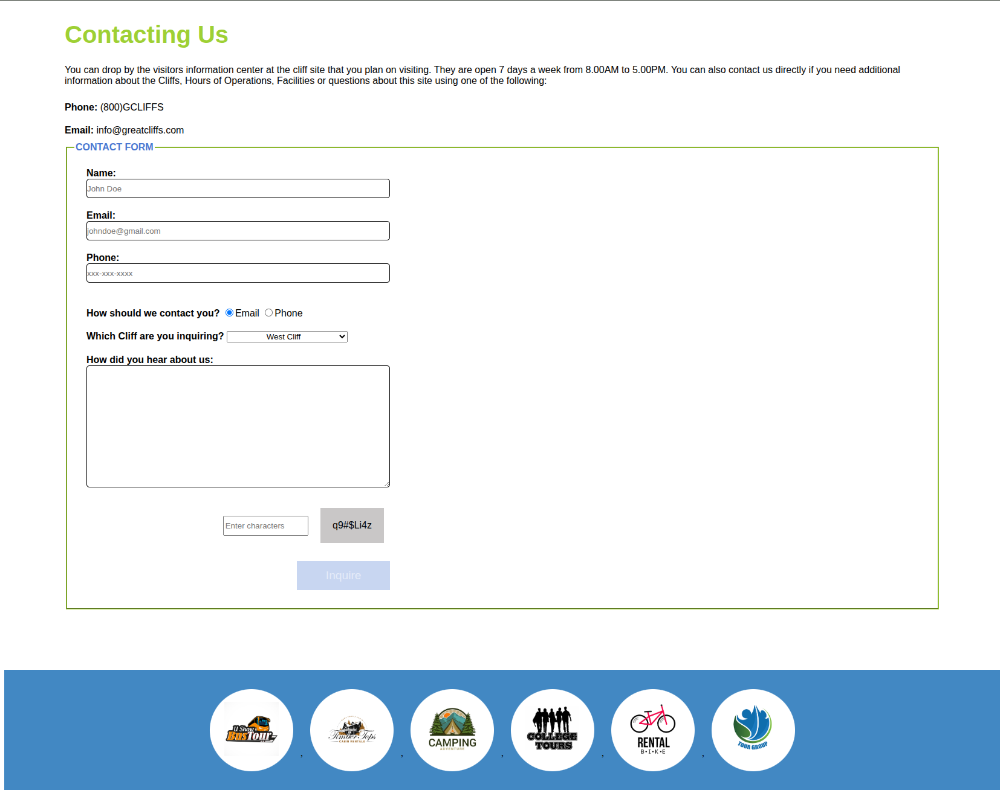 Contacting Us
You can drop by the visitors information center at the cliff site that you plan on visiting. They are open 7 days a week from 8.00AM to 5.00PM. You can also contact us directly if you need additional
information about the Cliffs, Hours of Operations, Facilities or questions about this site using one of the following:
Phone: (800)GCLIFFS
Email: info@greatcliffs.com
CONTACT FORM
Name:
John Doe
Email:
johndoe@gmail.com
Phone:
xxx-xxx-xxxx
How should we contact you? Email Phone
Which Cliff are you inquiring? West Cliff
How did you hear about us:
Enter characters q9#$Li4z
Inquire
U Show
BusTour
,
Timber Tops
CABIN RENTALS
,
CAMPING
ADVENTURE
,
COLLEGE
TOURS
,
RENTAL
B•I•K•E
,
TOUR GROUP